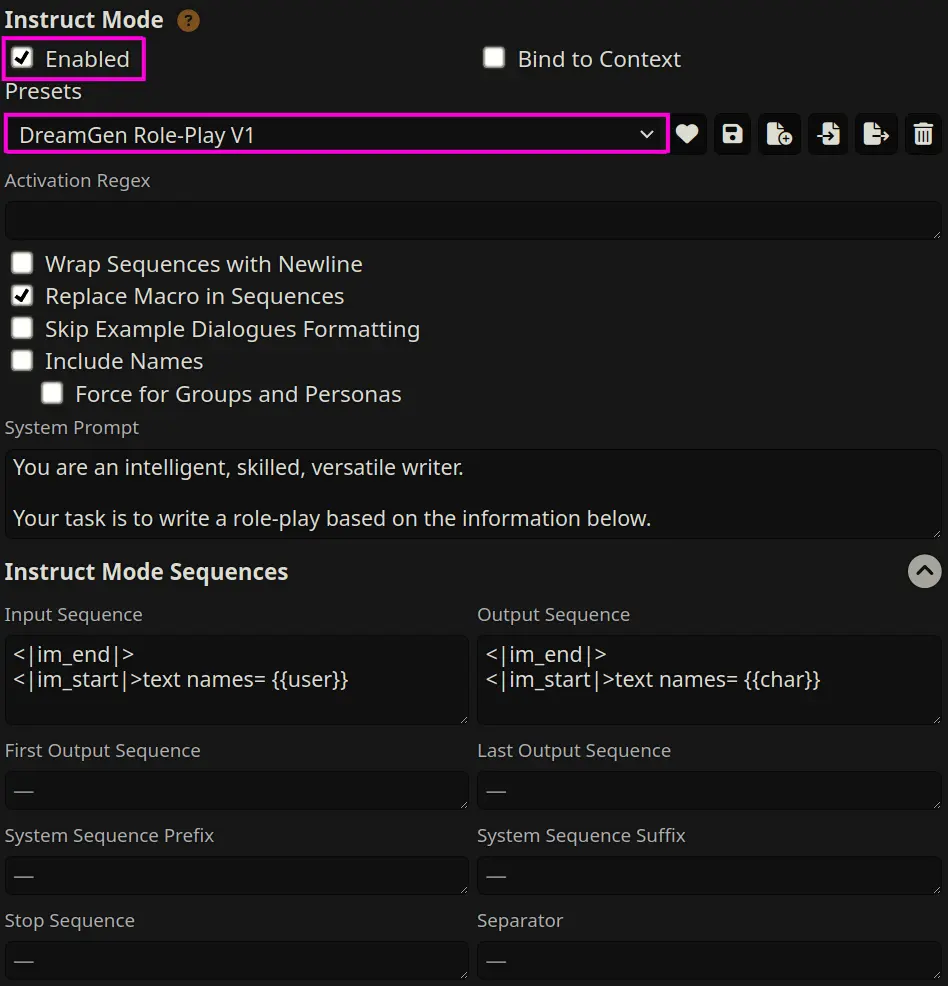 Instruct Mode ?
Enabled
Bind to Context
Presets
DreamGen Role-Play V1
Activation Regex
Wrap Sequences with Newline
Replace Macro in Sequences
Skip Example Dialogues Formatting
Include Names
Force for Groups and Personas
System Prompt
You are an intelligent, skilled, versatile writer.
Your task is to write a role-play based on the information below.
Instruct Mode Sequences
Input Sequence
<|im_end|>
<|im_start|>text names= {{user}}
Output Sequence
<|im_end|>
<|im_start|>text names= {{char}}
First Output Sequence
—
Last Output Sequence
—
System Sequence Prefix
—
System Sequence Suffix
—
Stop Sequence
—
Separator
—